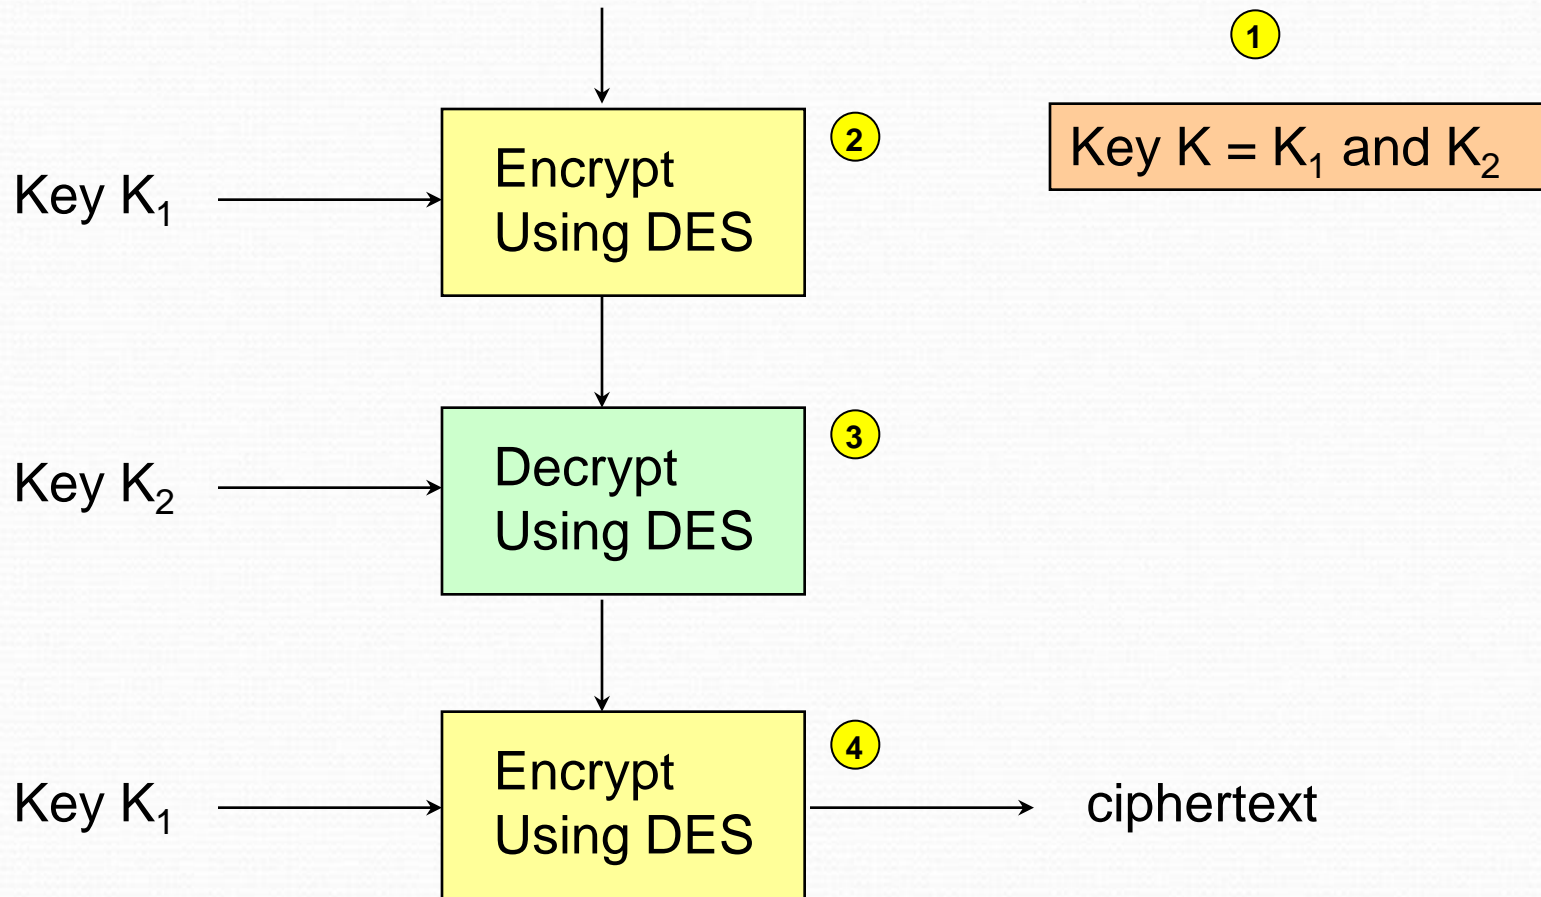 1
Key K = K₁ and K₂
2
Encrypt
Using DES
Key K₁
3
Decrypt
Using DES
Key K₂
4
Encrypt
Using DES
Key K₁
ciphertext